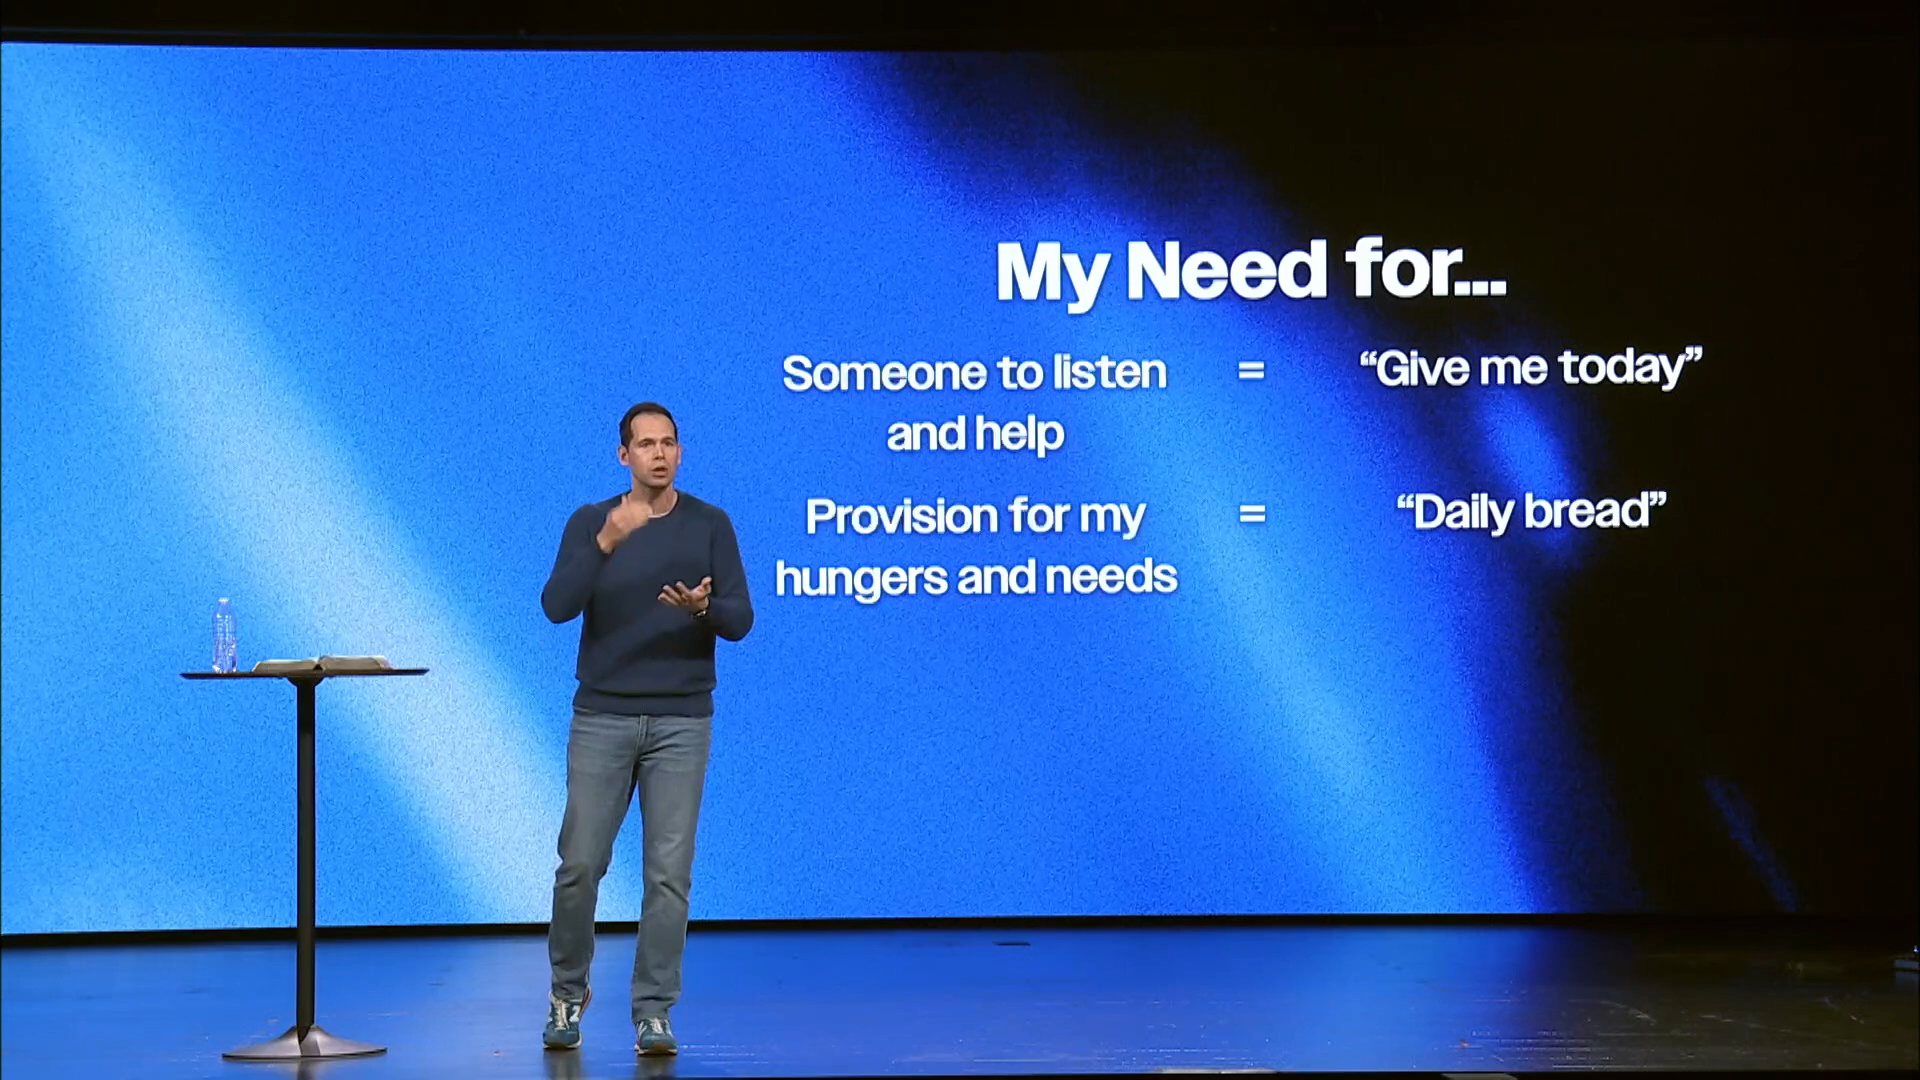 My Need for...
Someone to listen = “Give me today”
and help
Provision for my = “Daily bread”
hungers and needs